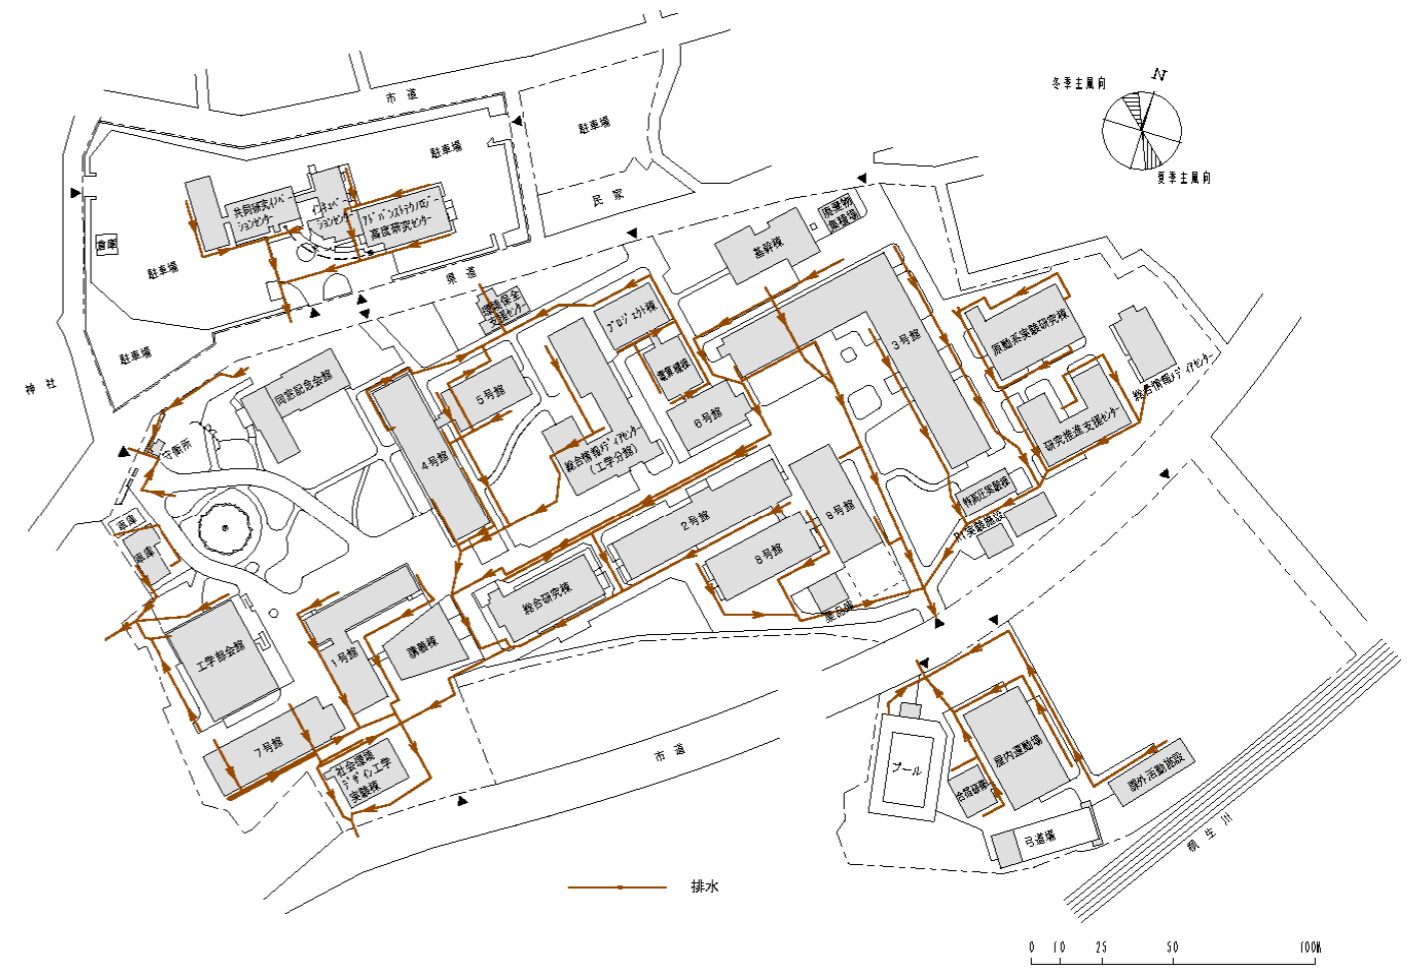 冬季主風向
N
夏季主風向
市 道
駐車場
駐車場
民 家
共同研究イノベー
ションセンター
インキュベー
ションセンター
アドバンストテクノロジー
高度研究センター
倉庫
駐車場
駐車場
県 道
神 社
廃棄物
集積場
基幹棟
環境保全
支援センター
プロジェクト棟
電算機棟
3号館
原動系実験研究棟
総合情報メディアセンター
研究推進支援センター
同窓記念会館
守衛所
5号館
4号館
6号館
総合情報メディアセンター
(工学分館)
特高圧実験棟
2号館
8号館
8号館
倉庫
総合研究棟
工学部会館
1号館
講義棟
7号館
社会環境
デザイン工学
実験棟
市 道
プール
屋内運動場
合宿研修所
課外活動施設
弓道場
桐 生 川
排水
0 10 25 50 100M